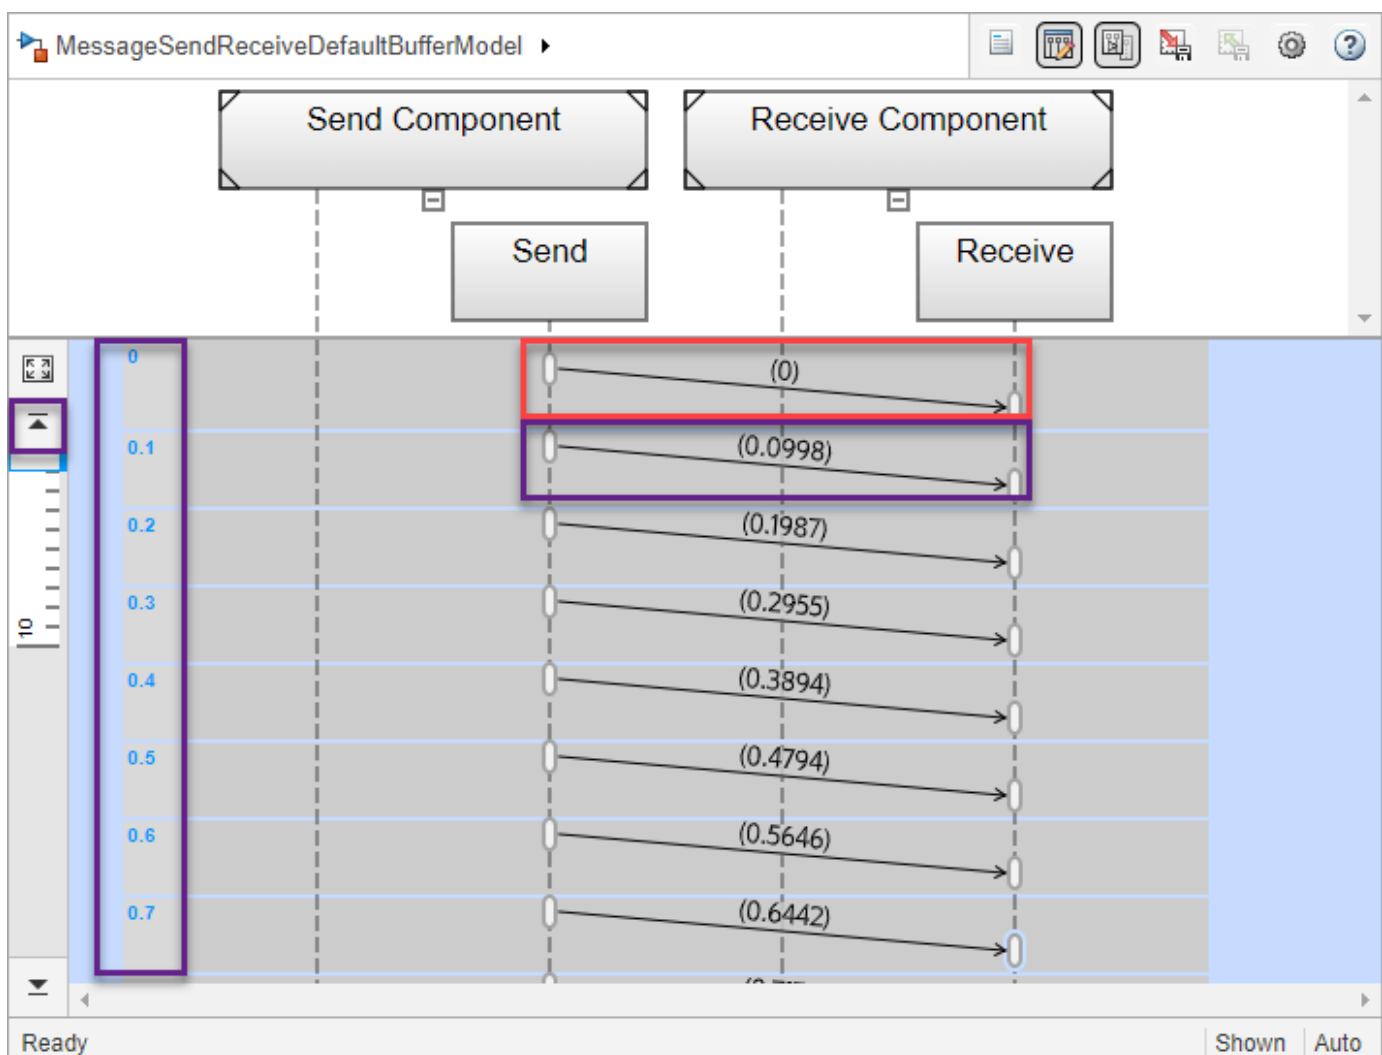 MessageSendReceiveDefaultBufferModel
Send Component
Receive Component
Send
Receive
0
(0)
0.1
(0.0998)
0.2
(0.1987)
0.3
(0.2955)
10
0.4
(0.3894)
0.5
(0.4794)
0.6
(0.5646)
0.7
(0.6442)
Ready
Shown
Auto